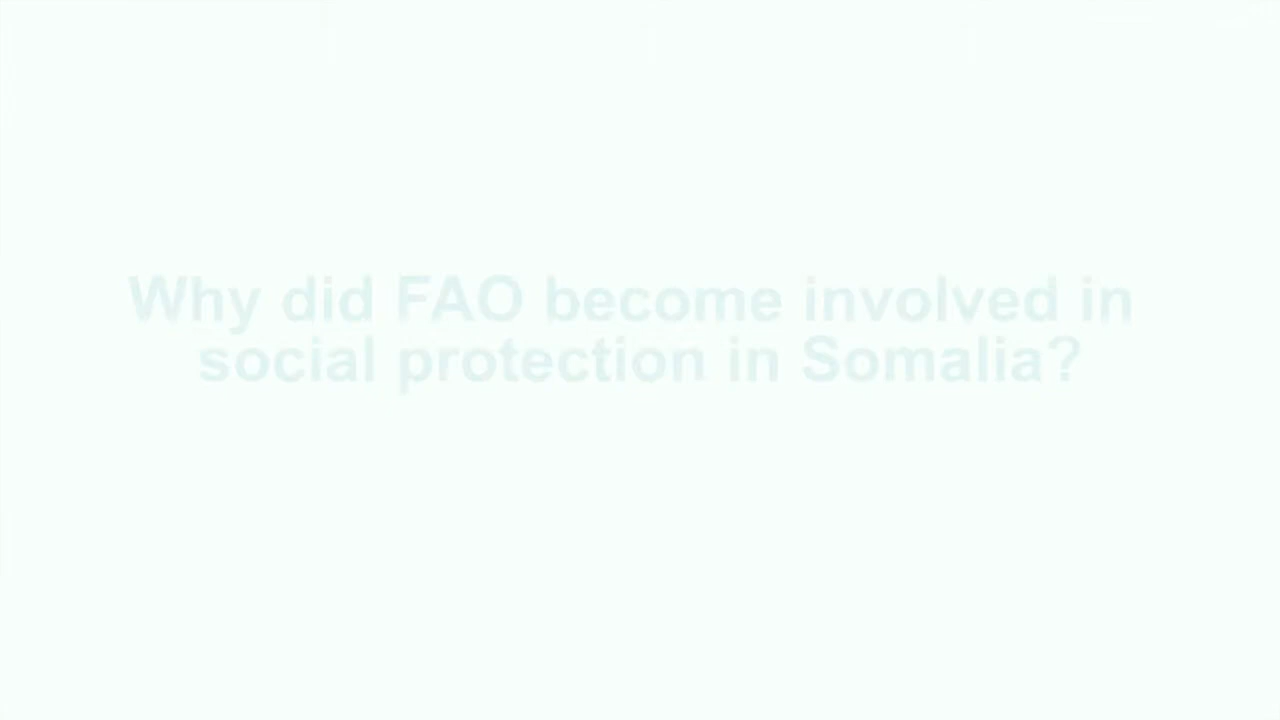 Why did FAO become involved in
social protection in Somalia?